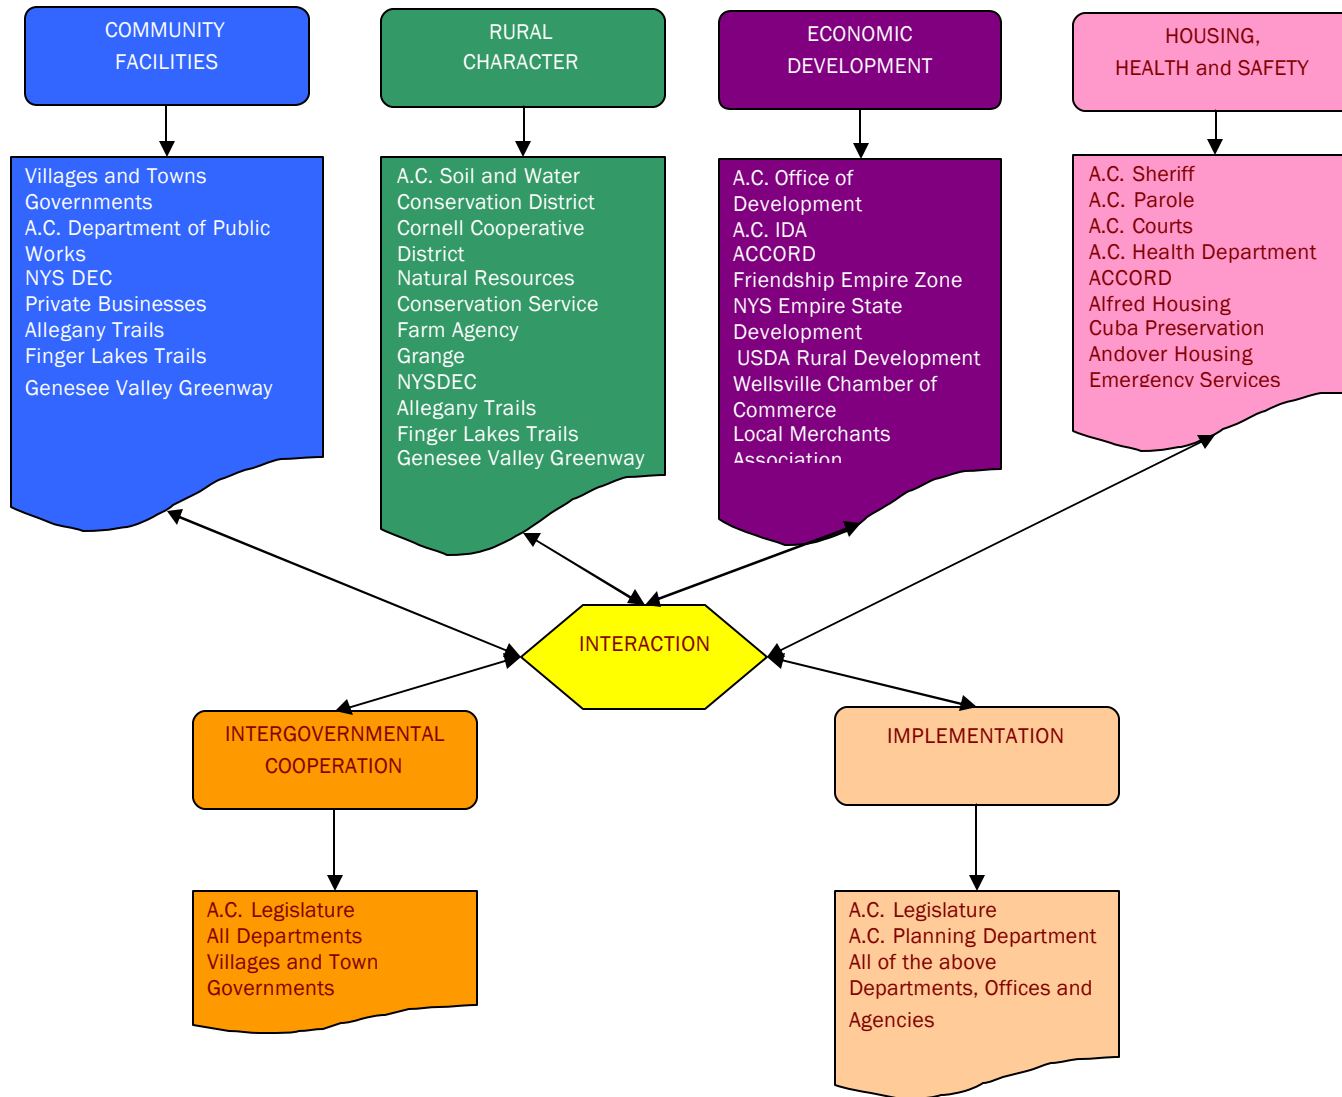 COMMUNITY
FACILITIES
RURAL
CHARACTER
ECONOMIC
DEVELOPMENT
HOUSING,
HEALTH and SAFETY
Villages and Towns
Governments
A.C. Department of Public
Works
NYS DEC
Private Businesses
Allegany Trails
Finger Lakes Trails
Genesee Valley Greenway
A.C. Soil and Water
Conservation District
Cornell Cooperative
District
Natural Resources
Conservation Service
Farm Agency
Grange
NYSDEC
Allegany Trails
Finger Lakes Trails
Genesee Valley Greenway
A.C. Office of
Development
A.C. IDA
ACCORD
Friendship Empire Zone
NYS Empire State
Development
USDA Rural Development
Wellsville Chamber of
Commerce
Local Merchants
Association
A.C. Sheriff
A.C. Parole
A.C. Courts
A.C. Health Department
ACCORD
Alfred Housing
Cuba Preservation
Andover Housing
Emergency Services
INTERACTION
INTERGOVERNMENTAL
COOPERATION
IMPLEMENTATION
A.C. Legislature
All Departments
Villages and Town
Governments
A.C. Legislature
A.C. Planning Department
All of the above
Departments, Offices and
Agencies